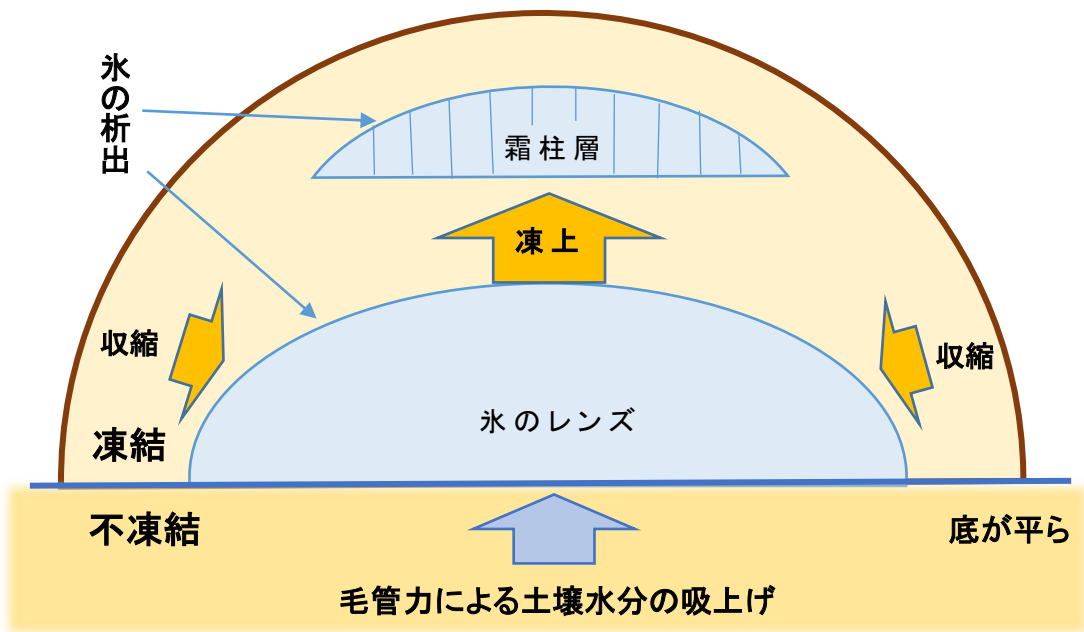 氷の析出
霜柱層
凍上
収縮
収縮
氷のレンズ
凍結
不凍結
底が平ら
毛管力による土壌水分の吸上げ